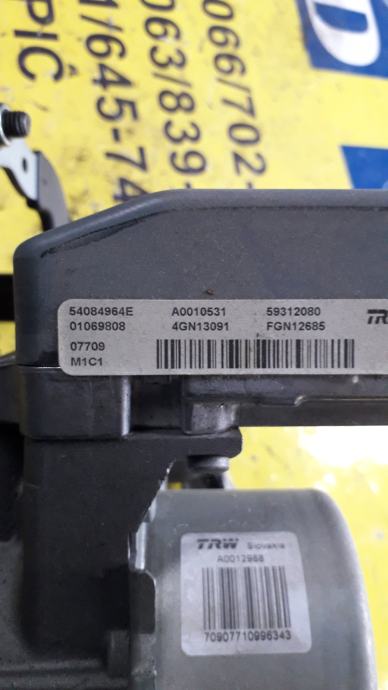 066/702-
063/839-
1/645-74
PIĆ
54084964E A0010531 59312080 TR
01069808 4GN13091 FGN12685
07709
M1C1
TRW Slovakia
A0012988
70907710996343